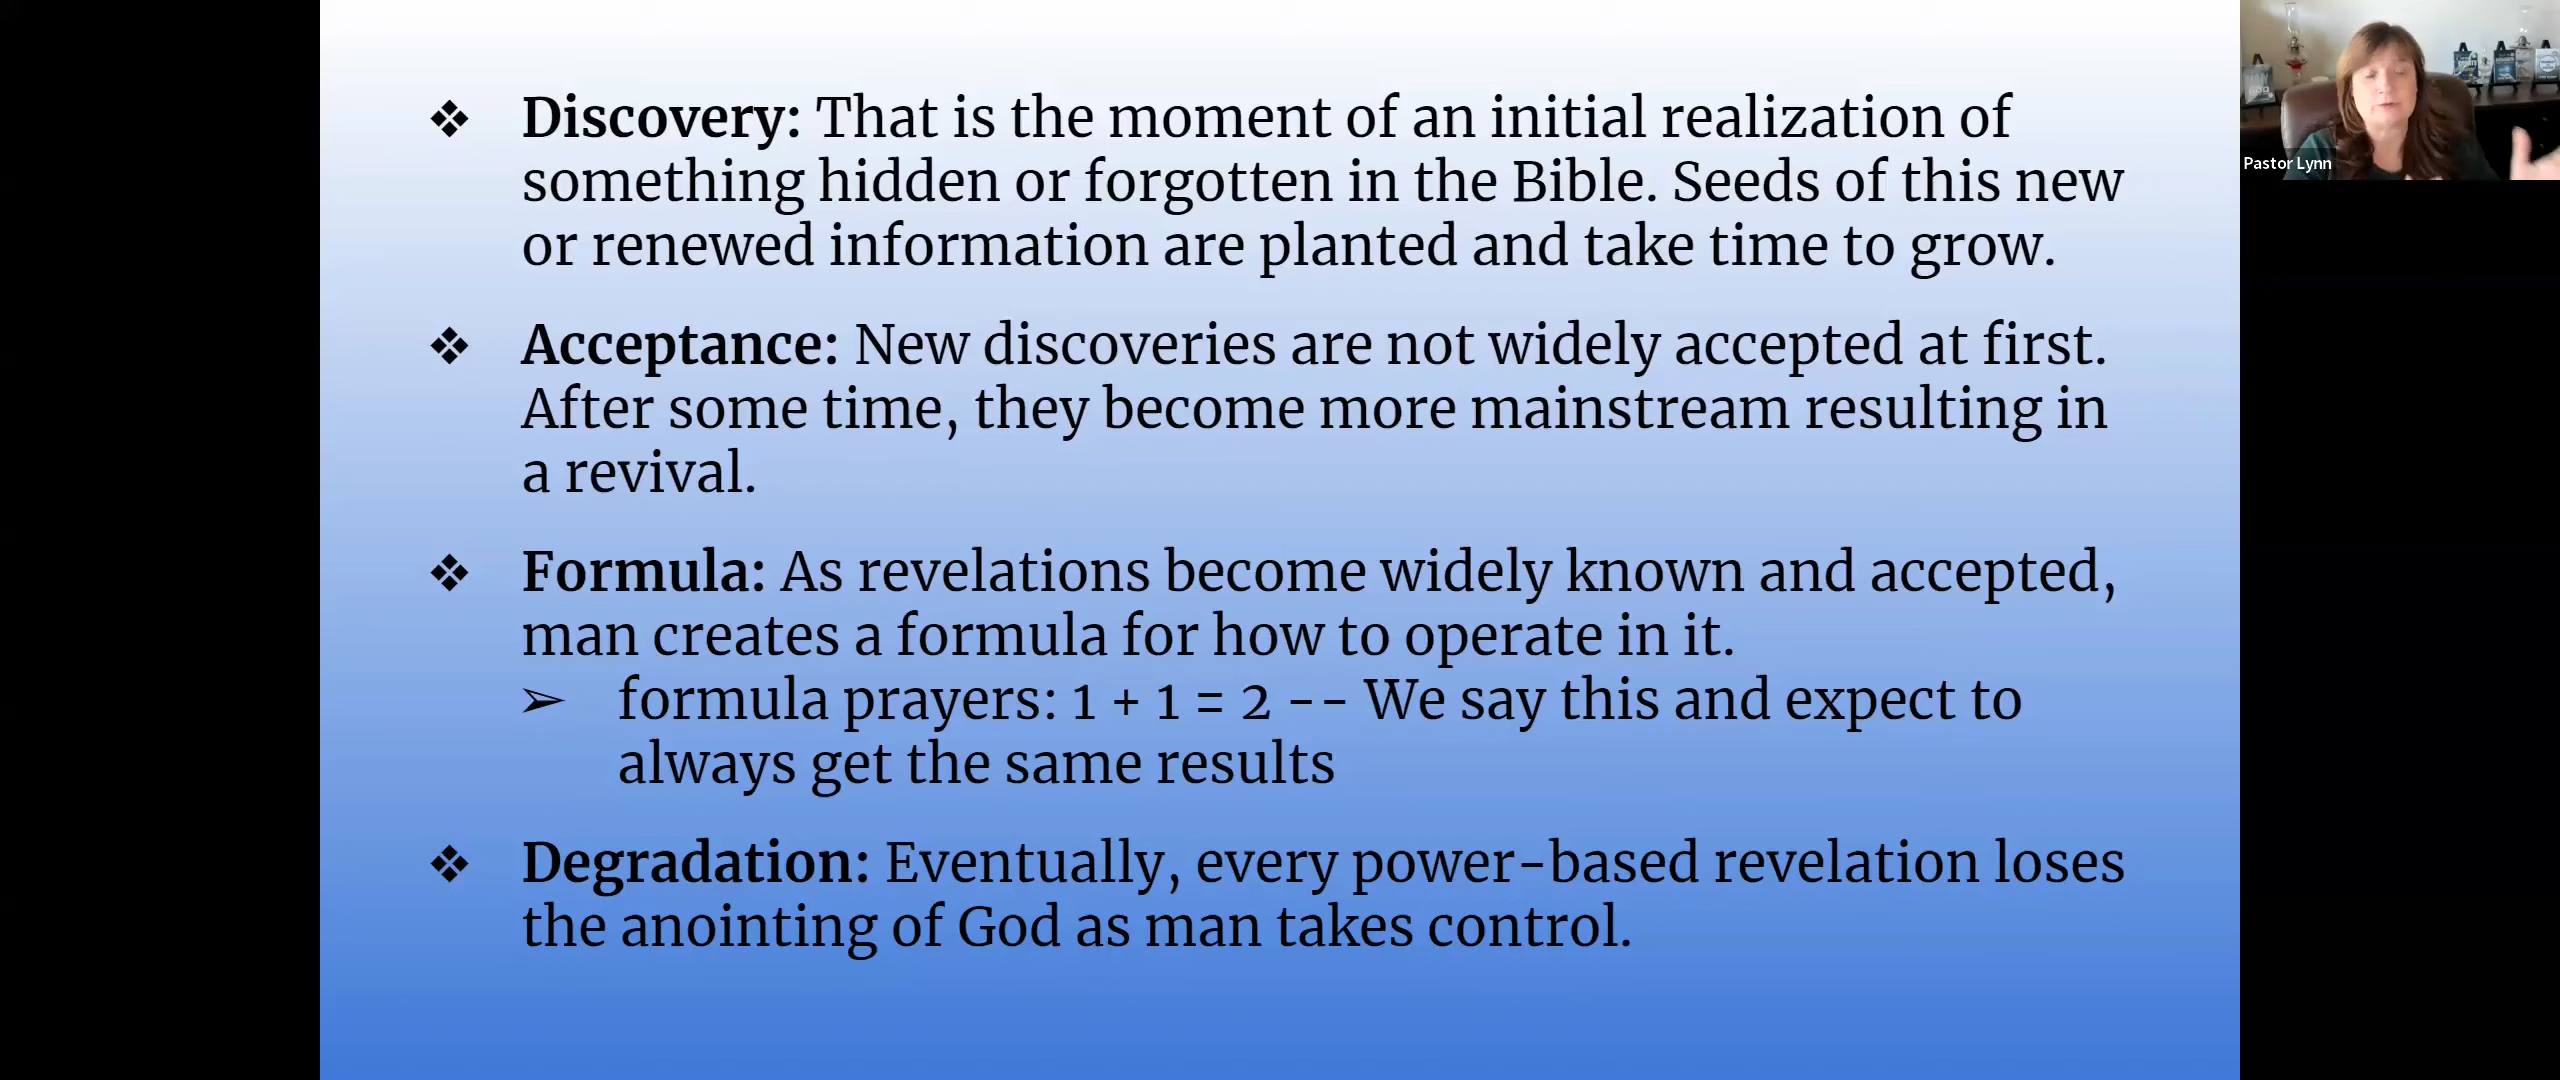 ❖ Discovery: That is the moment of an initial realization of
something hidden or forgotten in the Bible. Seeds of this new
or renewed information are planted and take time to grow.
❖ Acceptance: New discoveries are not widely accepted at first.
After some time, they become more mainstream resulting in
a revival.
❖ Formula: As revelations become widely known and accepted,
man creates a formula for how to operate in it.
➢ formula prayers: 1 + 1 = 2 -- We say this and expect to
always get the same results
❖ Degradation: Eventually, every power-based revelation loses
the anointing of God as man takes control.
Pastor Lynn